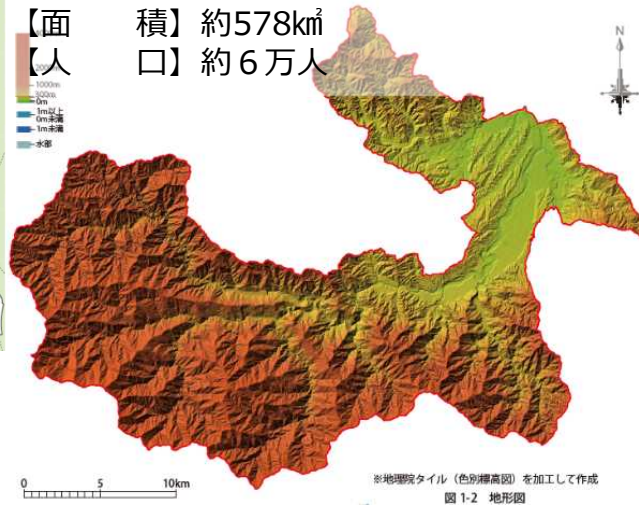 【面　　積】約578k㎡
【人　　口】約６万人
2000m
1000m
500m
0m
1m以上
0m未満
1m未満
水部
N
0 5 10km
※地理院タイル（色別標高図）を加工して作成
図 1-2 地形図